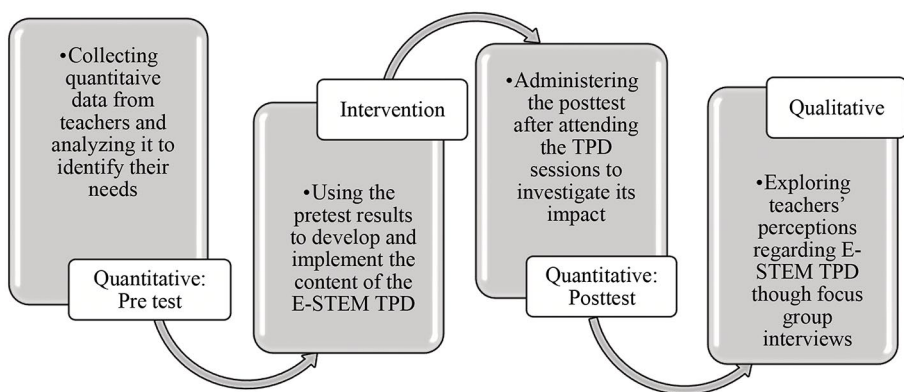 •Collecting
quantitaive
data from
teachers and
analyzing it to
identify their
needs
Quantitative:
Pre test
Intervention
•Using the
pretest results
to develop and
implement the
content of the
E-STEM TPD
•Administering
the posttest
after attending
the TPD
sessions to
investigate its
impact
Quantitative:
Posttest
Qualitative
•Exploring
teachers’
perceptions
regarding E-
STEM TPD
though focus
group
interviews